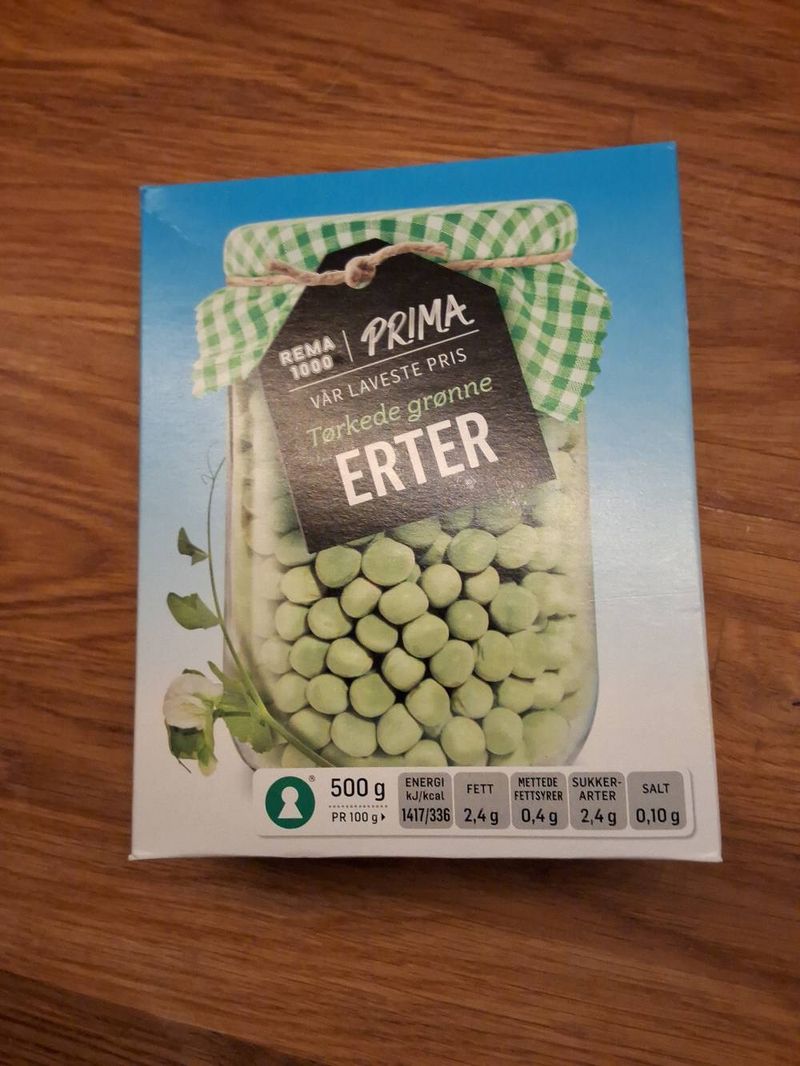 REMA
1000
PRIMA
VÅR LAVESTE PRIS
Tørkede grønne
ERTER
500 g
PR 100 g
ENERGI
kJ/kcal
1417/336
FETT
2,4 g
METTEDE
FETTSYRER
0,4 g
SUKKER-
ARTER
2,4 g
SALT
0,10 g
®